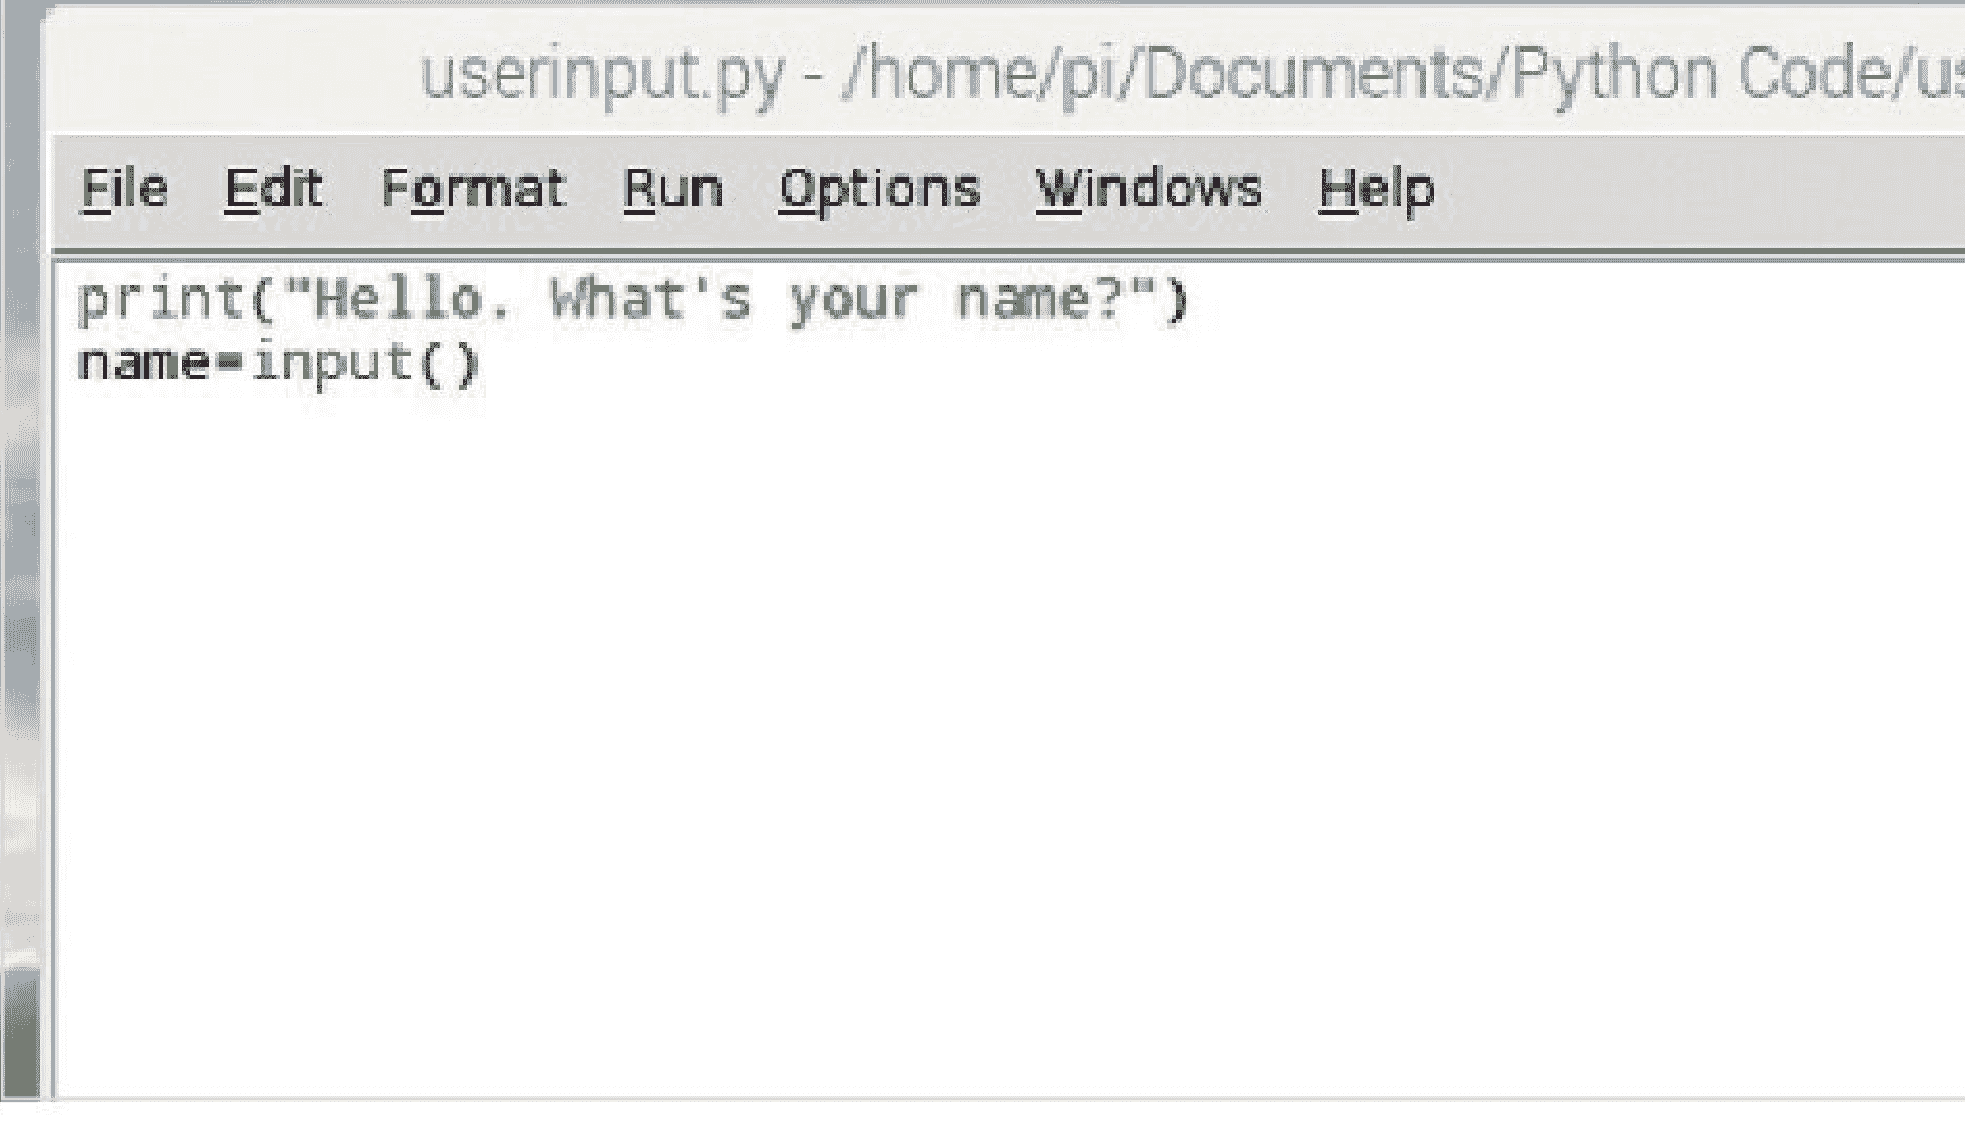 userinput.py - /home/pi/Documents/Python Code/us
File Edit Format Run Options Windows Help
print("Hello. What's your name?")
name=input()